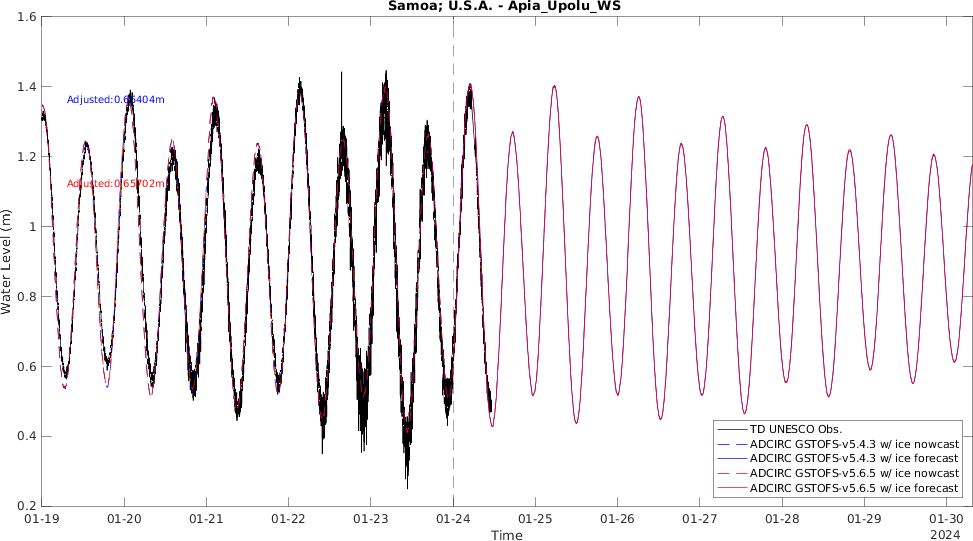 Samoa; U.S.A. - Apia_Upolu_WS
Water Level (m)
1.6
1.4
1.2
1
0.8
0.6
0.4
0.2
Adjusted:0.66404m
Adjusted:0.65702m
TD UNESCO Obs.
ADCIRC GSTOFS-v5.4.3 w/ ice nowcast
ADCIRC GSTOFS-v5.4.3 w/ ice forecast
ADCIRC GSTOFS-v5.6.5 w/ ice nowcast
ADCIRC GSTOFS-v5.6.5 w/ ice forecast
01-19 01-20 01-21 01-22 01-23 01-24 01-25 01-26 01-27 01-28 01-29 01-30
2024
Time